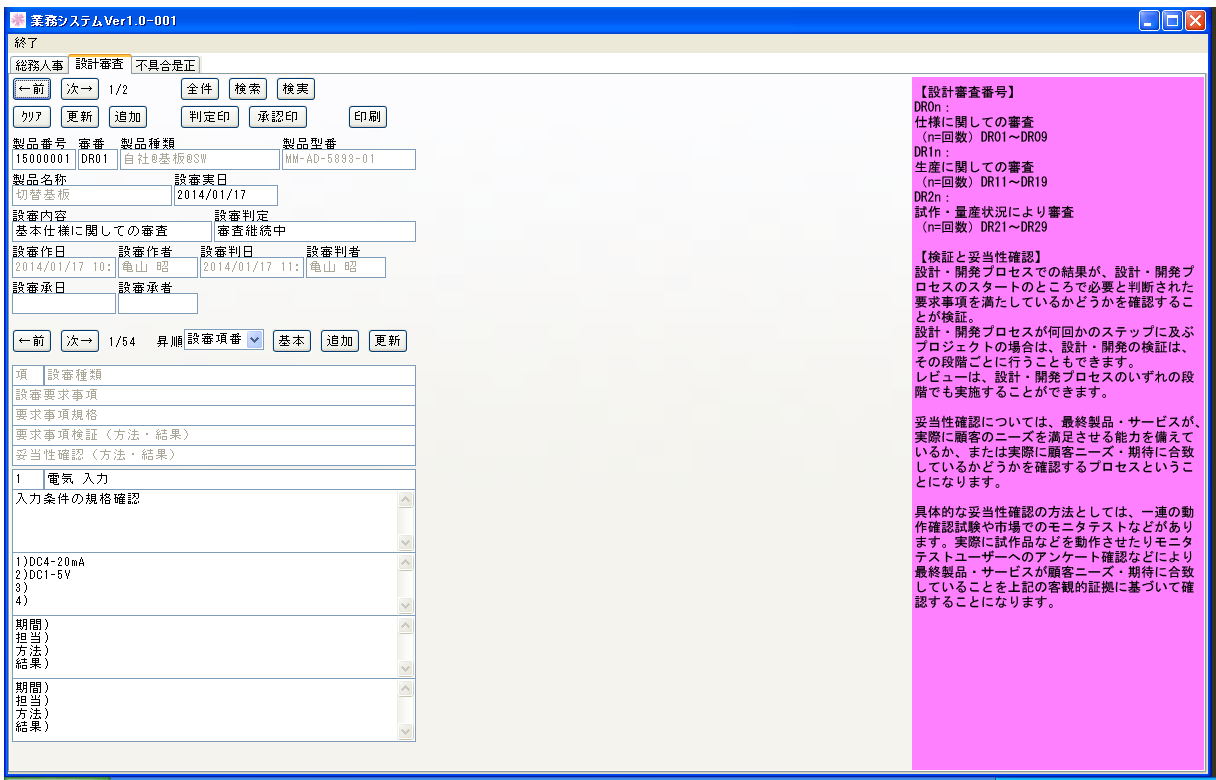 業務システムVer1.0-001
終了
総務人事 設計審査 不具合是正
←前 次→ 1/2 全件 検索 検実
クリア 更新 追加 判定印 承認印 印刷
製品番号 審番 製品種類 製品型番
15000001 DR01 自社@基板@SW MM-AD-5893-01
製品名称 設審実日
切替基板 2014/01/17
設審内容 設審判定
基本仕様に関しての審査 審査継続中
設審作日 設審作者 設審判日 設審判者
2014/01/17 10: 亀山 昭 2014/01/17 11: 亀山 昭
設審承日 設審承者
←前 次→ 1/54 昇順 設審項番 基本 追加 更新
項 設審種類
設審要求事項
要求事項規格
要求事項検証(方法・結果)
妥当性確認(方法・結果)
1 電気 入力
入力条件の規格確認
1)DC4-20mA
2)DC1-5V
3)
4)
期間)
担当)
方法)
結果)
期間)
担当)
方法)
結果)
【設計審査番号】
DR0n:
仕様に関しての審査
(n=回数)DR01~DR09
DR1n:
生産に関しての審査
(n=回数)DR11~DR19
DR2n:
試作・量産状況により審査
(n=回数)DR21~DR29
【検証と妥当性確認】
設計・開発プロセスでの結果が、設計・開発プ
ロセスのスタートのところで必要と判断された
要求事項を満たしているかどうかを確認するこ
とが検証。
設計・開発プロセスが何回かのステップに及ぶ
プロジェクトの場合は、設計・開発の検証は、
その段階ごとに行うこともできます。
レビューは、設計・開発プロセスのいずれの段
階でも実施することができます。
妥当性確認については、最終製品・サービスが、
実際に顧客のニーズを満足させる能力を備えて
いるか、または実際に顧客ニーズ・期待に合致
しているかどうかを確認するプロセスというこ
とになります。
具体的な妥当性確認の方法としては、一連の動
作確認試験や市場でのモニタテストなどがあり
ます。実際に試作品などを動作させたりモニタ
テストユーザーへのアンケート確認などにより
最終製品・サービスが顧客ニーズ・期待に合致
していることを上記の客観的証拠に基づいて確
認することになります。